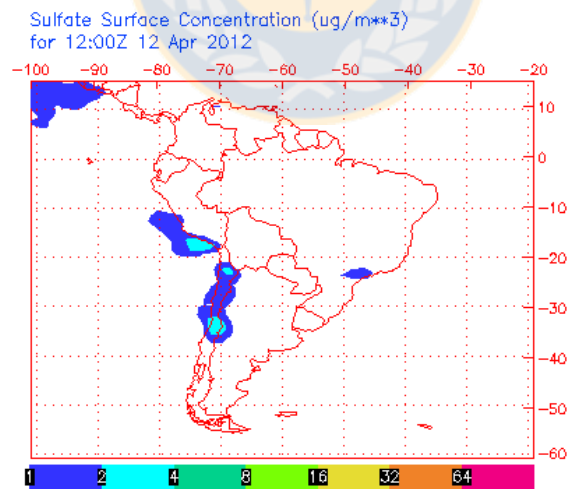 Sulfate Surface Concentration (ug/m**3)
for 12:00Z 12 Apr 2012
-100 -90 -80 -70 -60 -50 -40 -30 -20
10
0
-10
-20
-30
-40
-50
-60
1 2 4 8 16 32 64